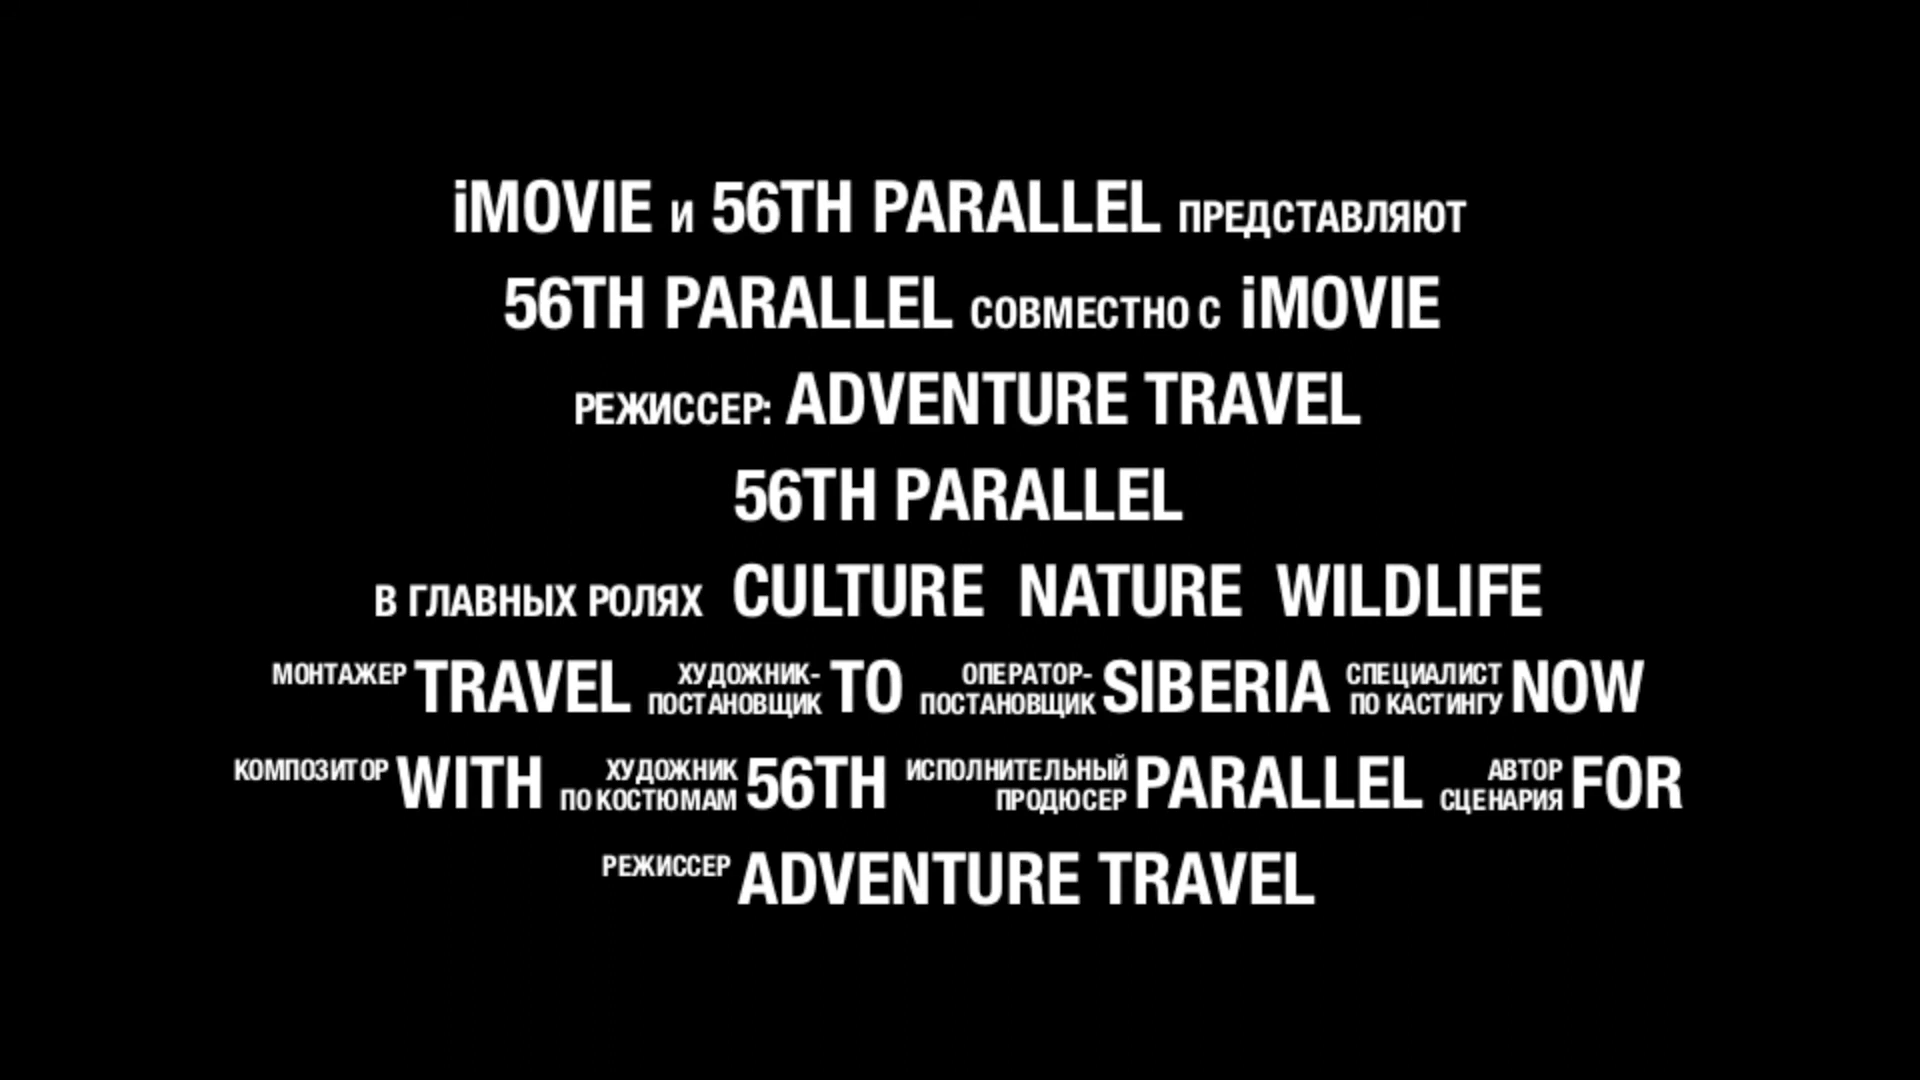 iMOVIE и 56TH PARALLEL ПРЕДСТАВЛЯЮТ
56TH PARALLEL СОВМЕСТНО С iMOVIE
РЕЖИССЕР: ADVENTURE TRAVEL
56TH PARALLEL
В ГЛАВНЫХ РОЛЯХ CULTURE NATURE WILDLIFE
МОНТАЖЕР TRAVEL ХУДОЖНИК-ПОСТАНОВЩИК TO ОПЕРАТОР-ПОСТАНОВЩИК SIBERIA СПЕЦИАЛИСТ ПО КАСТИНГУ NOW
КОМПОЗИТОР WITH ХУДОЖНИК ПО КОСТЮМАМ 56TH ИСПОЛНИТЕЛЬНЫЙ ПРОДЮСЕР PARALLEL АВТОР СЦЕНАРИЯ FOR
РЕЖИССЕР ADVENTURE TRAVEL